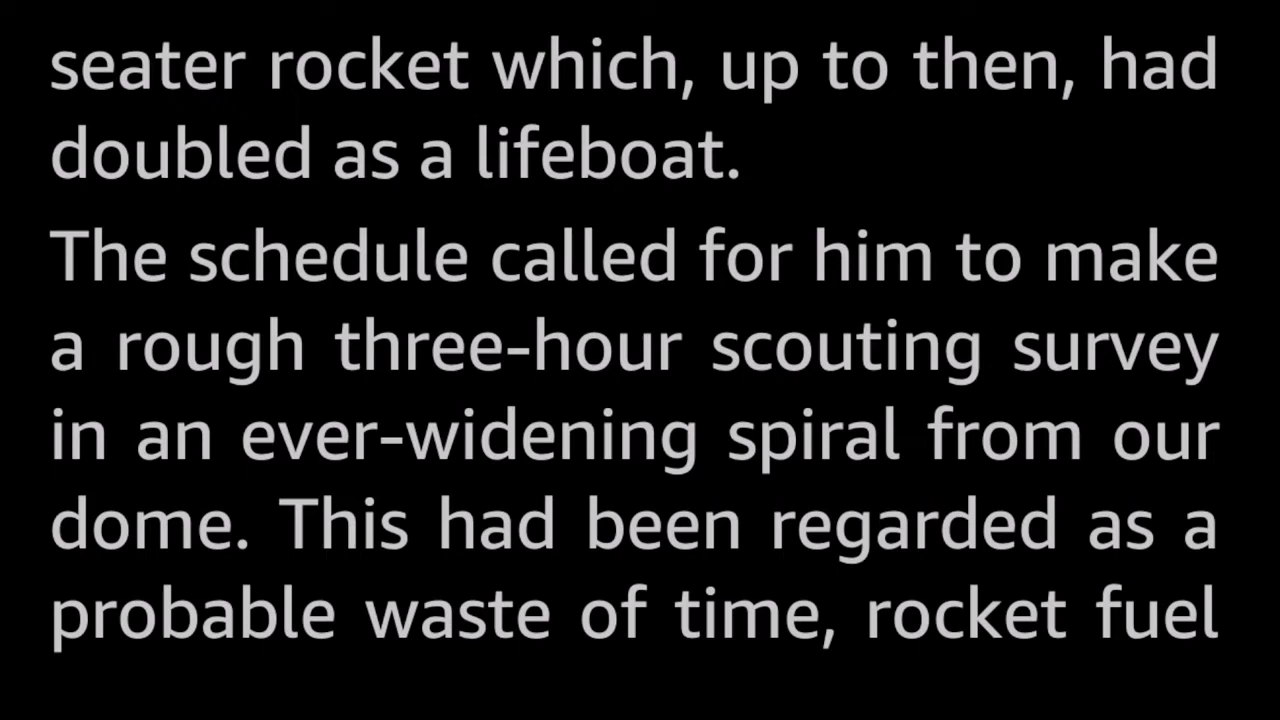 seater rocket which, up to then, had
doubled as a lifeboat.
The schedule called for him to make
a rough three-hour scouting survey
in an ever-widening spiral from our
dome. This had been regarded as a
probable waste of time, rocket fuel